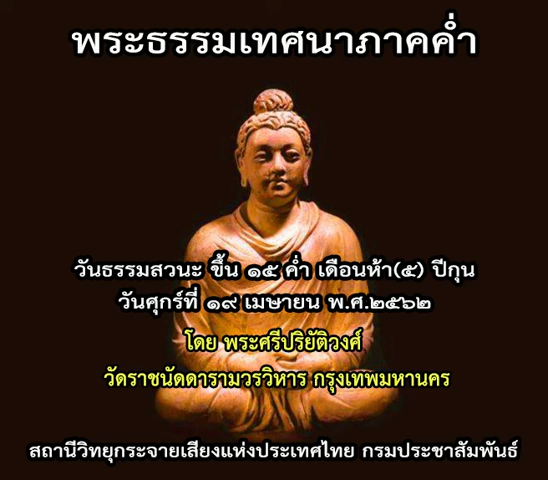 พระธรรมเทศนาภาคค่ำ
วันธรรมสวนะ ขึ้น ๑๕ ค่ำ เดือนห้า(๕) ปีกุน
วันศุกร์ที่ ๑๙ เมษายน พ.ศ.๒๕๖๒
โดย พระศรีปริยัติวงศ์
วัดราชนัดดารามวรวิหาร กรุงเทพมหานคร
สถานีวิทยุกระจายเสียงแห่งประเทศไทย กรมประชาสัมพันธ์